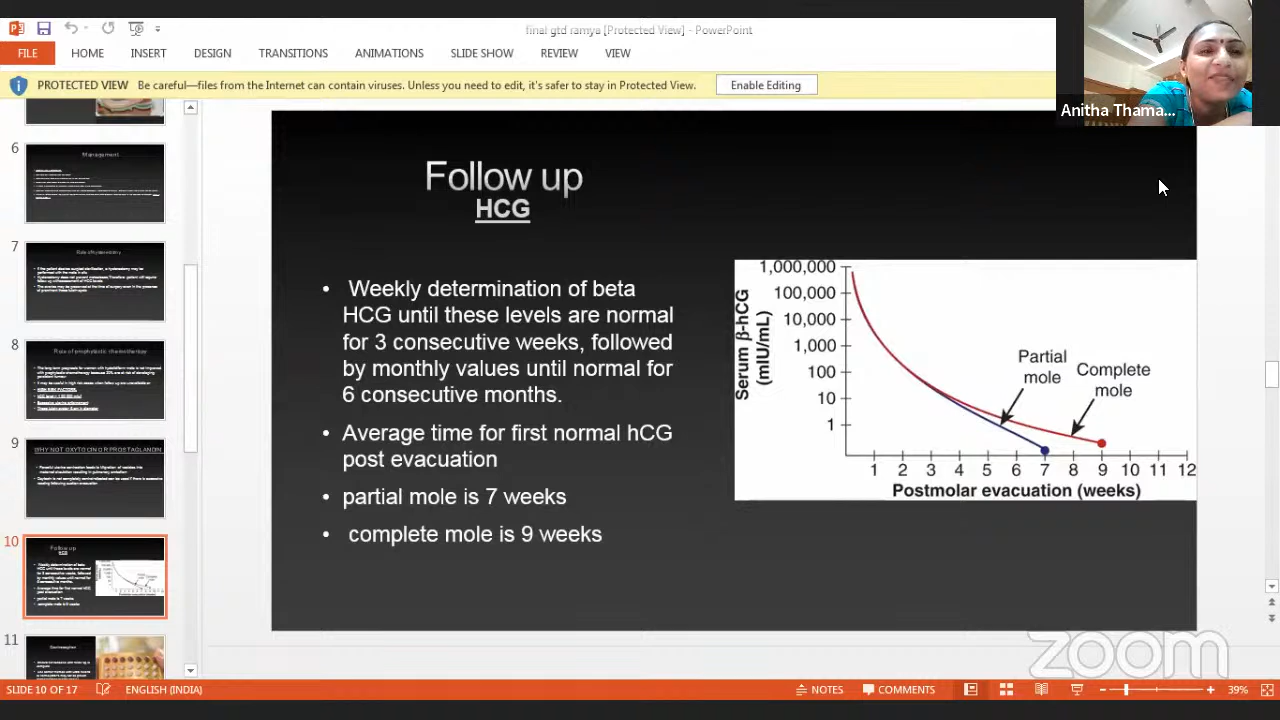 final gtd ramya [Protected View] - PowerPoint
FILE
HOME
INSERT
DESIGN
TRANSITIONS
ANIMATIONS
SLIDE SHOW
REVIEW
VIEW
PROTECTED VIEW Be careful—files from the Internet can contain viruses. Unless you need to edit, it's safer to stay in Protected View.
Enable Editing
Anitha Thama...
6
Management
7
8
Role of prophylactic chemotherapy
9
WHY NOT OXYTOCIN OR PROSTAGLANDIN
10
Follow up
HCG
11
Contraception
Follow up
HCG
• Weekly determination of beta
HCG until these levels are normal
for 3 consecutive weeks, followed
by monthly values until normal for
6 consecutive months.
• Average time for first normal hCG
post evacuation
• partial mole is 7 weeks
• complete mole is 9 weeks
Serum β-hCG
(mIU/mL)
1,000,000
100,000
10,000
1,000
100
10
1
Partial
mole
Complete
mole
1 2 3 4 5 6 7 8 9 10 11 12
Postmolar evacuation (weeks)
zoom
SLIDE 10 OF 17
ENGLISH (INDIA)
NOTES
COMMENTS
39%